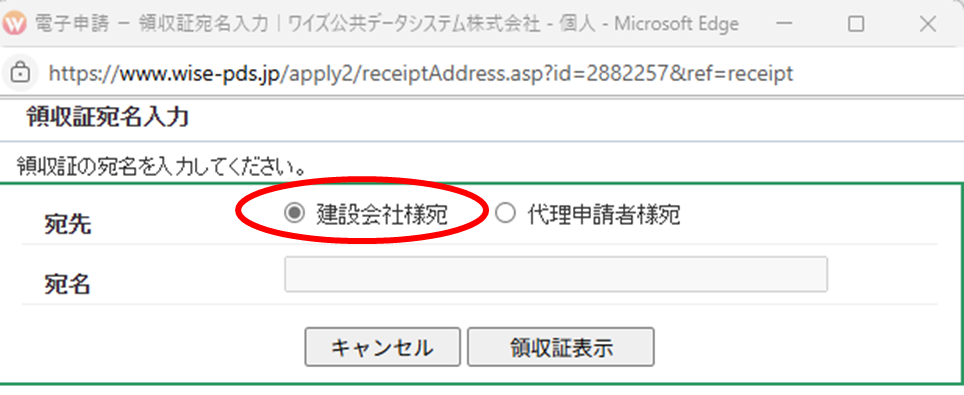 電子申請 － 領収証宛名入力 | ワイズ公共データシステム株式会社 - 個人 - Microsoft Edge
https://www.wise-pds.jp/apply2/receiptAddress.asp?id=2882257&ref=receipt
領収証宛名入力
領収証の宛名を入力してください。
宛先 建設会社様宛 代理申請者様宛
宛名
キャンセル 領収証表示